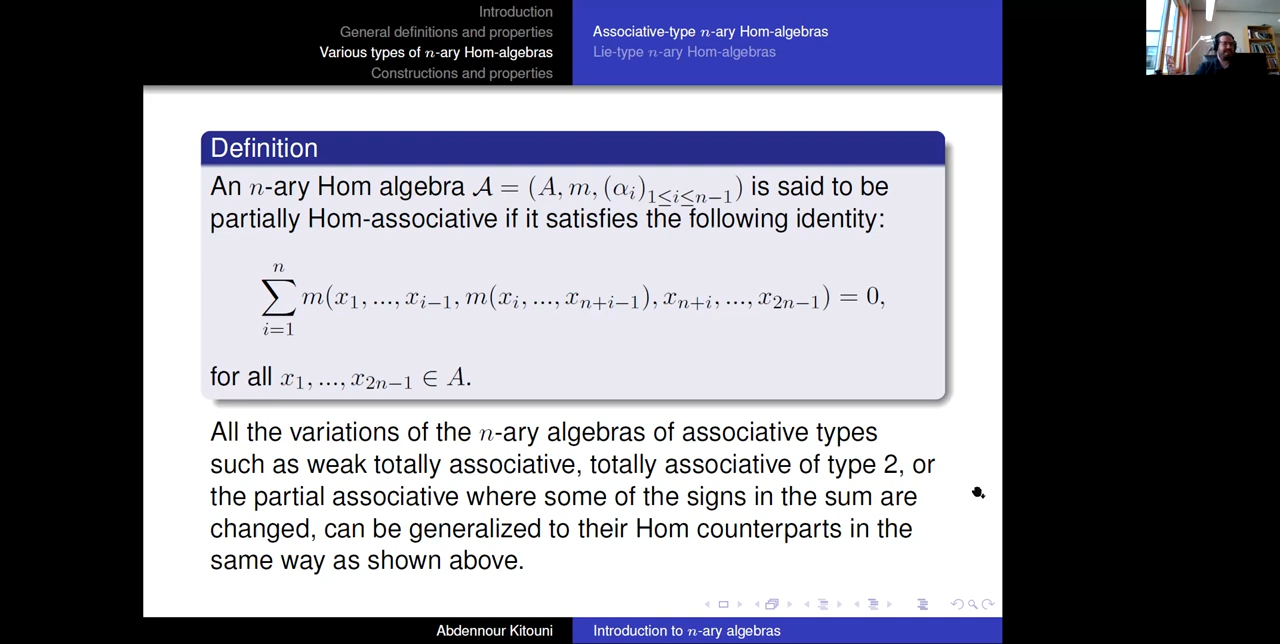 Introduction
General definitions and properties
Various types of n-ary Hom-algebras
Constructions and properties
Associative-type n-ary Hom-algebras
Lie-type n-ary Hom-algebras
Definition
An n-ary Hom algebra 𝒜 = (A, m, (α_i)_{1≤i≤n−1}) is said to be
partially Hom-associative if it satisfies the following identity:
∑_{i=1}^{n} m(x_1, ..., x_{i−1}, m(x_i, ..., x_{n+i−1}), x_{n+i}, ..., x_{2n−1}) = 0,
for all x_1, ..., x_{2n−1} ∈ A.
All the variations of the n-ary algebras of associative types
such as weak totally associative, totally associative of type 2, or
the partial associative where some of the signs in the sum are
changed, can be generalized to their Hom counterparts in the
same way as shown above.
Abdennour Kitouni
Introduction to n-ary algebras